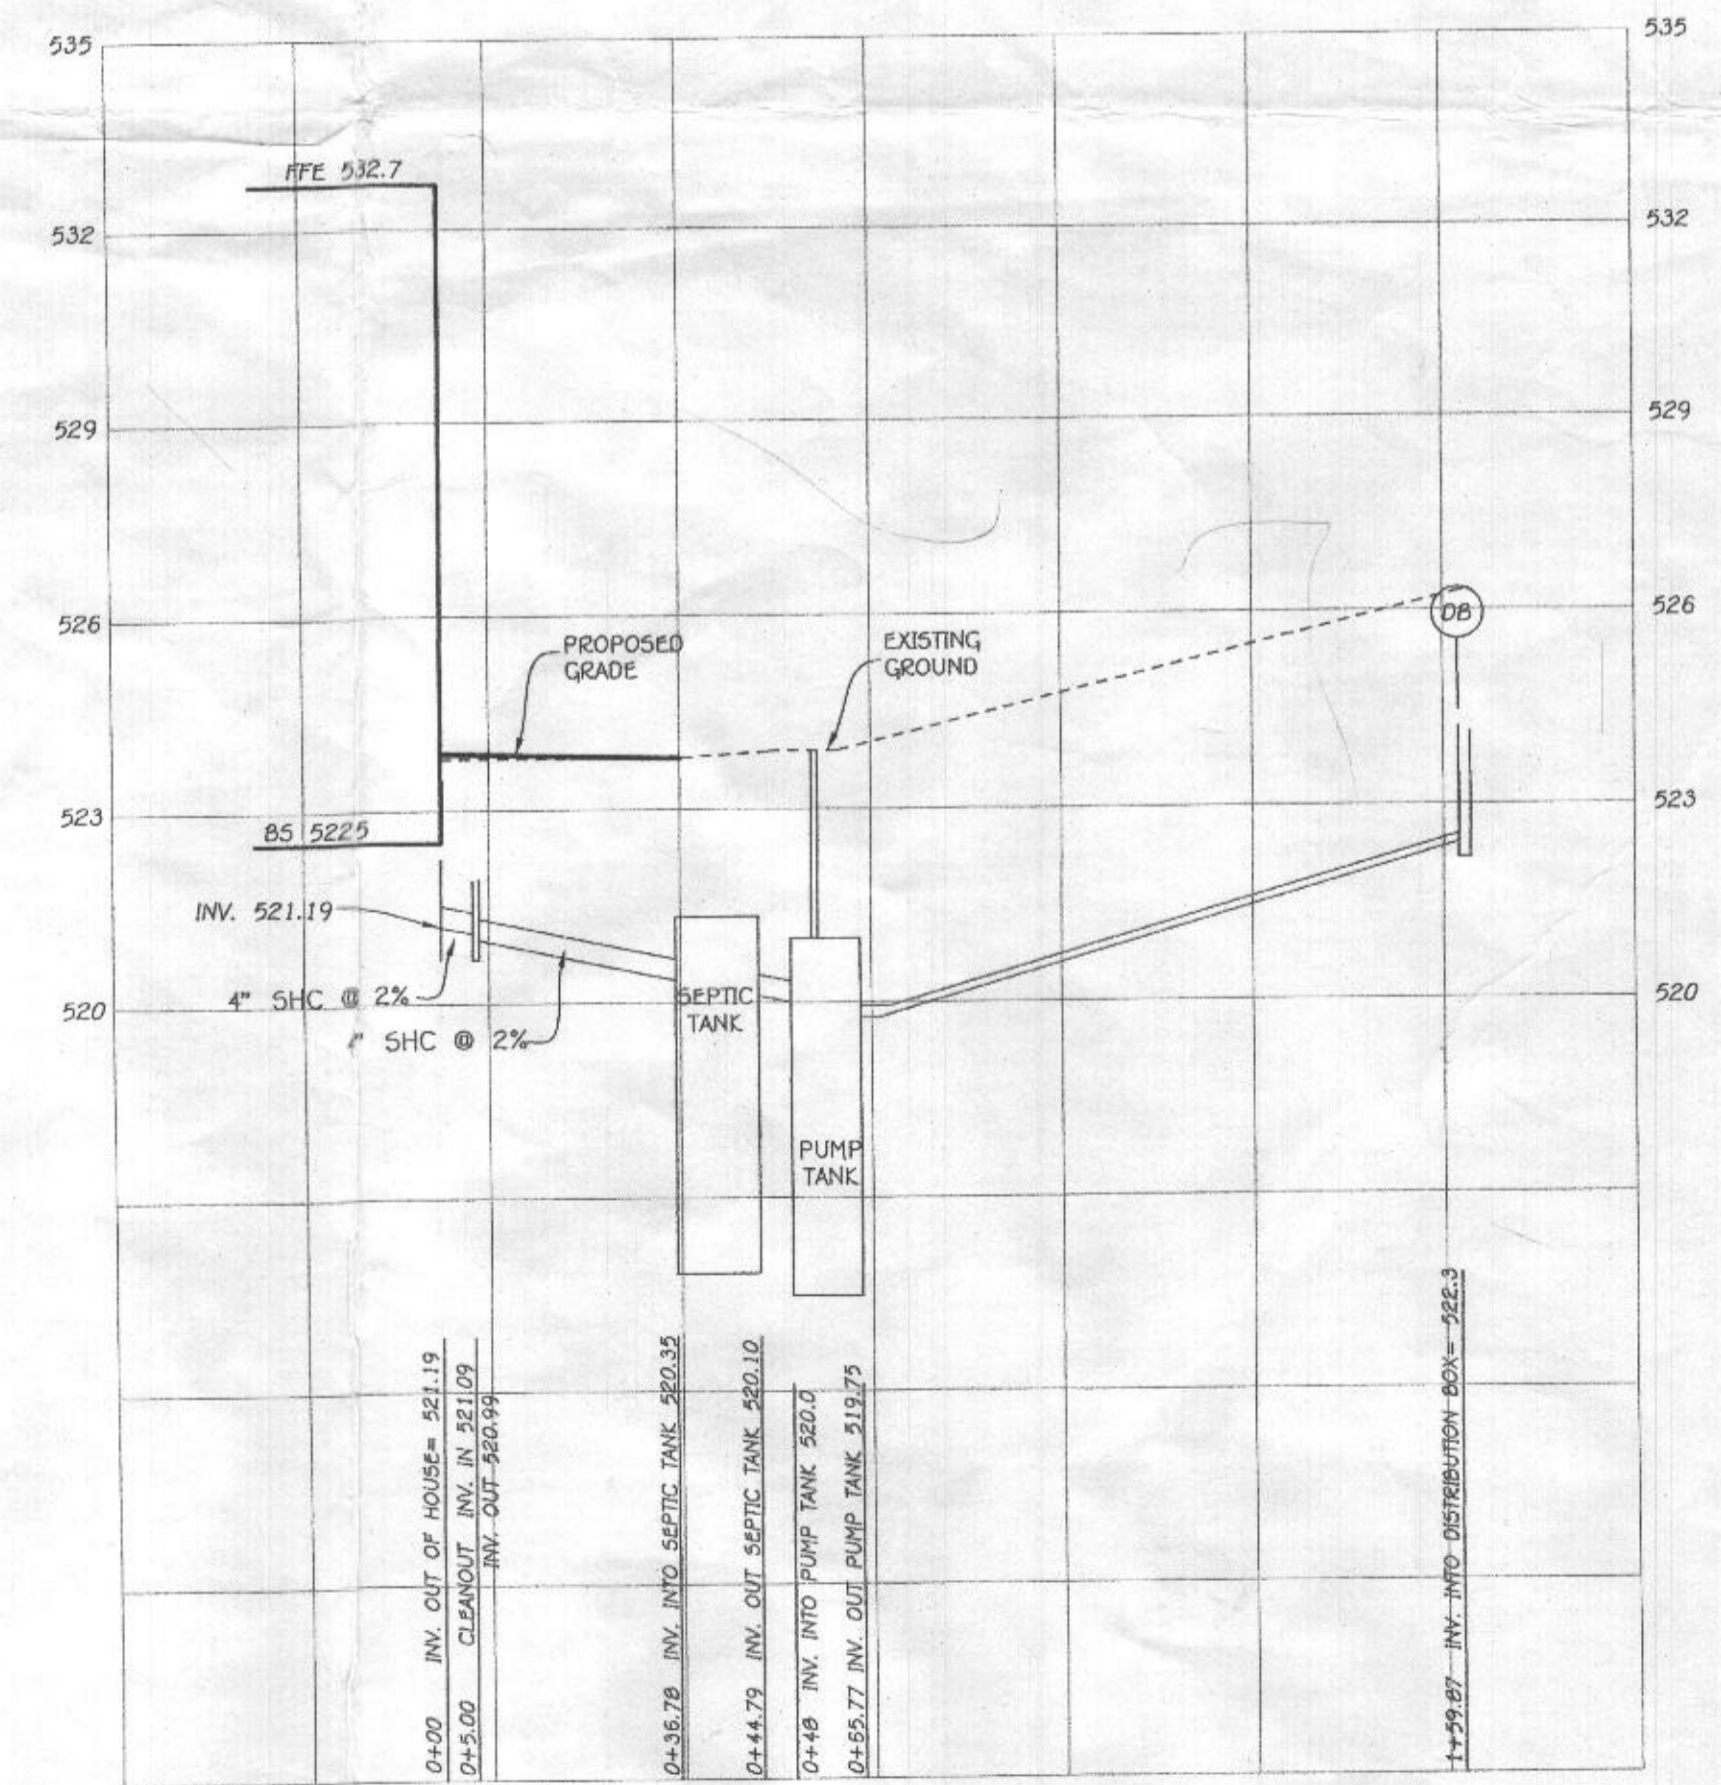 535
535
FFE 532.7
532
532
529
529
526
526
DB
PROPOSED
GRADE
EXISTING
GROUND
523
523
BS 522.5
INV. 521.19
4" SHC @ 2%
" SHC @ 2%
520
520
SEPTIC
TANK
PUMP
TANK
0+00 INV. OUT OF HOUSE= 521.19
0+5.00 CLEANOUT INV. IN 521.09
INV. OUT 520.99
0+36.78 INV. INTO SEPTIC TANK 520.35
0+44.79 INV. OUT SEPTIC TANK 520.10
0+48 INV. INTO PUMP TANK 520.0
0+55.77 INV. OUT PUMP TANK 519.75
1+59.87 INV. INTO DISTRIBUTION BOX= 522.3